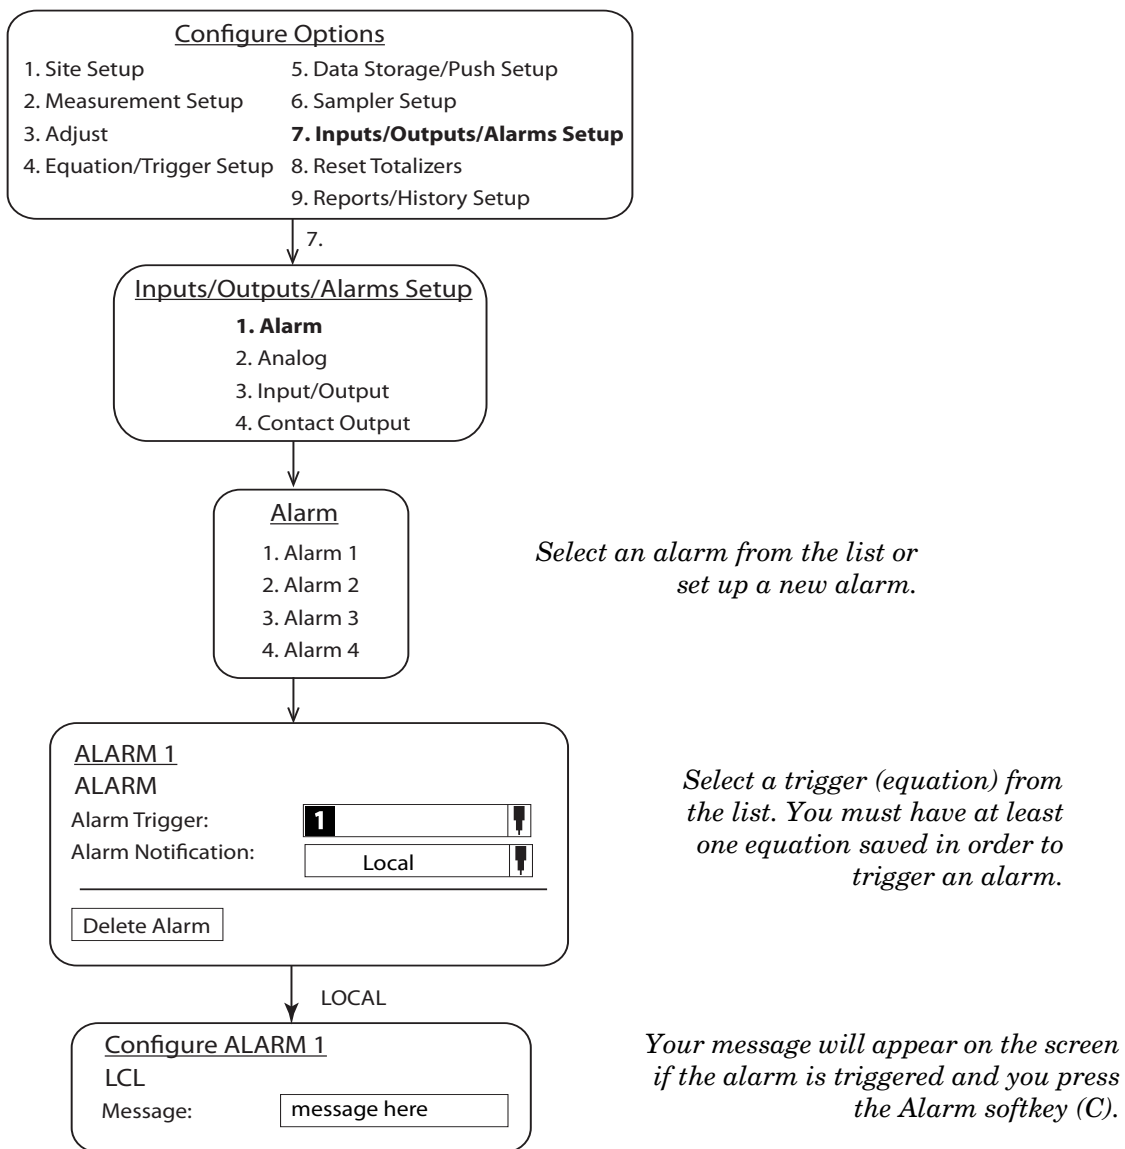 Configure Options
1. Site Setup
2. Measurement Setup
3. Adjust
4. Equation/Trigger Setup
5. Data Storage/Push Setup
6. Sampler Setup
7. Inputs/Outputs/Alarms Setup
8. Reset Totalizers
9. Reports/History Setup
7.
Inputs/Outputs/Alarms Setup
1. Alarm
2. Analog
3. Input/Output
4. Contact Output
Alarm
1. Alarm 1
2. Alarm 2
3. Alarm 3
4. Alarm 4
Select an alarm from the list or
set up a new alarm.
ALARM 1
ALARM
Alarm Trigger: 1
Alarm Notification: Local
Delete Alarm
Select a trigger (equation) from
the list. You must have at least
one equation saved in order to
trigger an alarm.
LOCAL
Configure ALARM 1
LCL
Message: message here
Your message will appear on the screen
if the alarm is triggered and you press
the Alarm softkey (C).